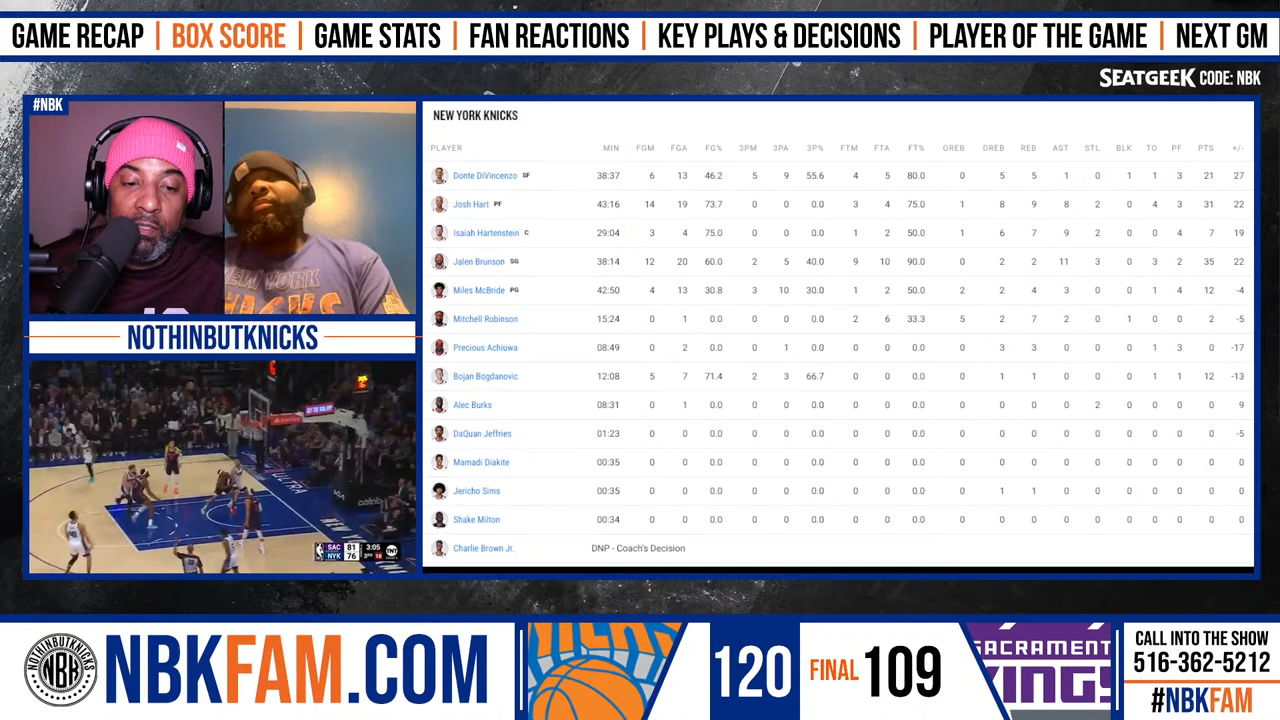 GAME RECAP | BOX SCORE | GAME STATS | FAN REACTIONS | KEY PLAYS & DECISIONS | PLAYER OF THE GAME | NEXT GM
SEATGEEK CODE: NBK
#NBK
NEW YORK KNICKS
PLAYER MIN FGM FGA FG% 3PM 3PA 3P% FTM FTA FT% OREB DREB REB AST STL BLK TO PF PTS +/-
Donte DiVincenzo SF 38:37 6 13 46.2 5 9 55.6 4 5 80.0 0 5 5 1 0 1 1 3 21 27
Josh Hart PF 43:16 14 19 73.7 0 0 0.0 3 4 75.0 1 8 9 8 2 0 4 3 31 22
Isaiah Hartenstein C 29:04 3 4 75.0 0 0 0.0 1 2 50.0 1 6 7 9 2 0 0 4 7 19
Jalen Brunson SG 38:14 12 20 60.0 2 5 40.0 9 10 90.0 0 2 2 11 3 0 3 2 35 22
Miles McBride PG 42:50 4 13 30.8 3 10 30.0 1 2 50.0 2 2 4 3 0 0 1 4 12 -4
Mitchell Robinson 15:24 0 1 0.0 0 0 0.0 2 6 33.3 5 2 7 2 0 1 0 0 2 -5
Precious Achiuwa 08:49 0 2 0.0 0 1 0.0 0 0 0.0 0 3 3 0 0 0 1 3 0 -17
Bojan Bogdanovic 12:08 5 7 71.4 2 3 66.7 0 0 0.0 0 1 1 0 0 0 1 1 12 -13
Alec Burks 08:31 0 1 0.0 0 0 0.0 0 0 0.0 0 0 0 0 2 0 0 0 0 9
DaQuan Jeffries 01:23 0 0 0.0 0 0 0.0 0 0 0.0 0 0 0 0 0 0 0 0 0 -5
Mamadi Diakite 00:35 0 0 0.0 0 0 0.0 0 0 0.0 0 0 0 0 0 0 0 0 0 0
Jericho Sims 00:35 0 0 0.0 0 0 0.0 0 0 0.0 0 1 1 0 0 0 0 0 0 0
Shake Milton 00:34 0 0 0.0 0 0 0.0 0 0 0.0 0 0 0 0 0 0 0 0 0 0
Charlie Brown Jr. DNP - Coach's Decision
NEW YORK
NOTHINBUTKNICKS
SAC 81 3:05
NYK 76 3RD 16
TNT
NOTHINBUTKNICKS
NBK
NBKFAM.COM
120 FINAL 109
SACRAMENTO
KINGS
CALL INTO THE SHOW
516-362-5212
#NBKFAM